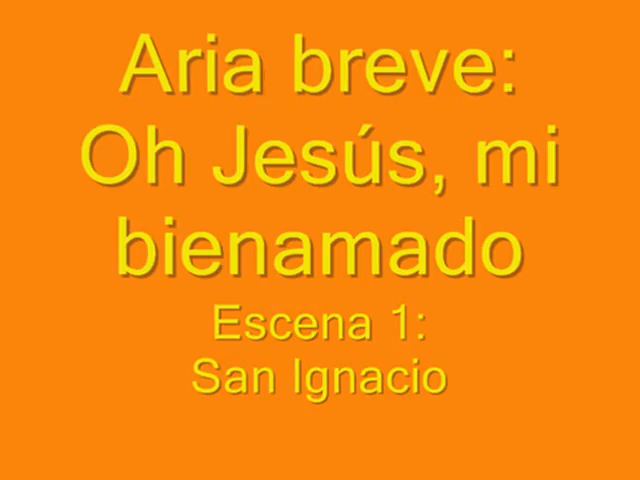 Aria breve:
Oh Jesús, mi
bienamado
Escena 1:
San Ignacio